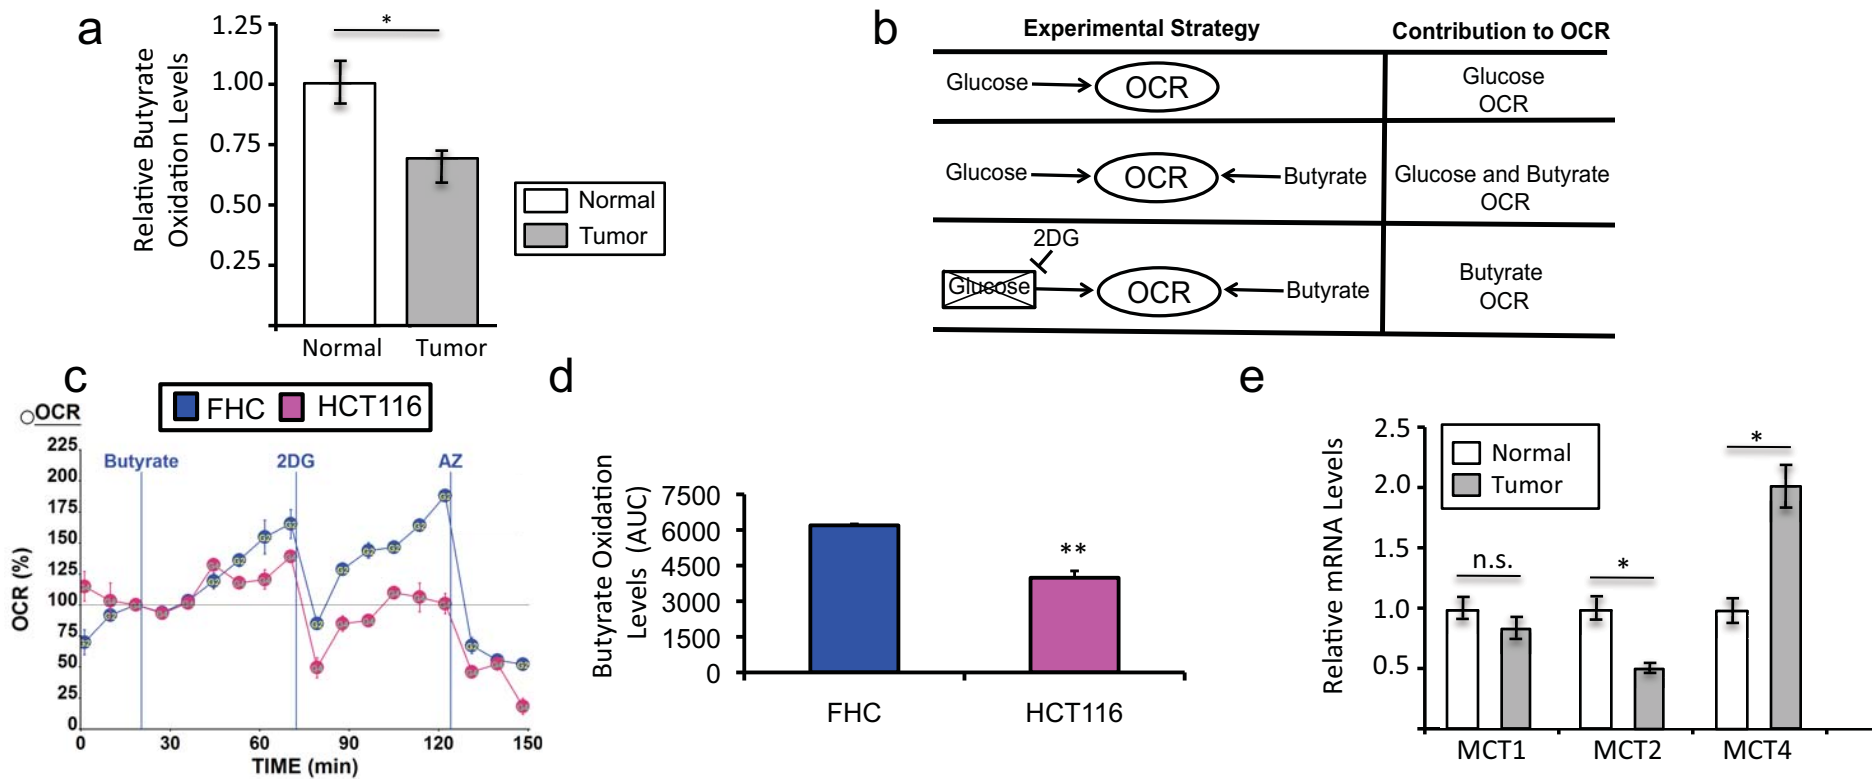 a
Relative Butyrate
Oxidation Levels
1.25
1.00
0.75
0.50
0.25
*
Normal
Tumor
Normal
Tumor
b
Experimental Strategy
Contribution to OCR
Glucose
OCR
Glucose
OCR
Glucose
OCR
Butyrate
Glucose and Butyrate
OCR
2DG
Glucose
OCR
Butyrate
Butyrate
OCR
c
FHC
HCT116
OCR
OCR (%)
225
200
175
150
125
100
75
50
25
0
Butyrate
2DG
AZ
0
30
60
90
120
150
TIME (min)
d
Butyrate Oxidation
Levels (AUC)
7500
6000
4500
3000
1500
0
**
FHC
HCT116
e
Relative mRNA Levels
2.5
2.0
1.5
1.0
0.5
Normal
Tumor
n.s.
*
*
MCT1
MCT2
MCT4